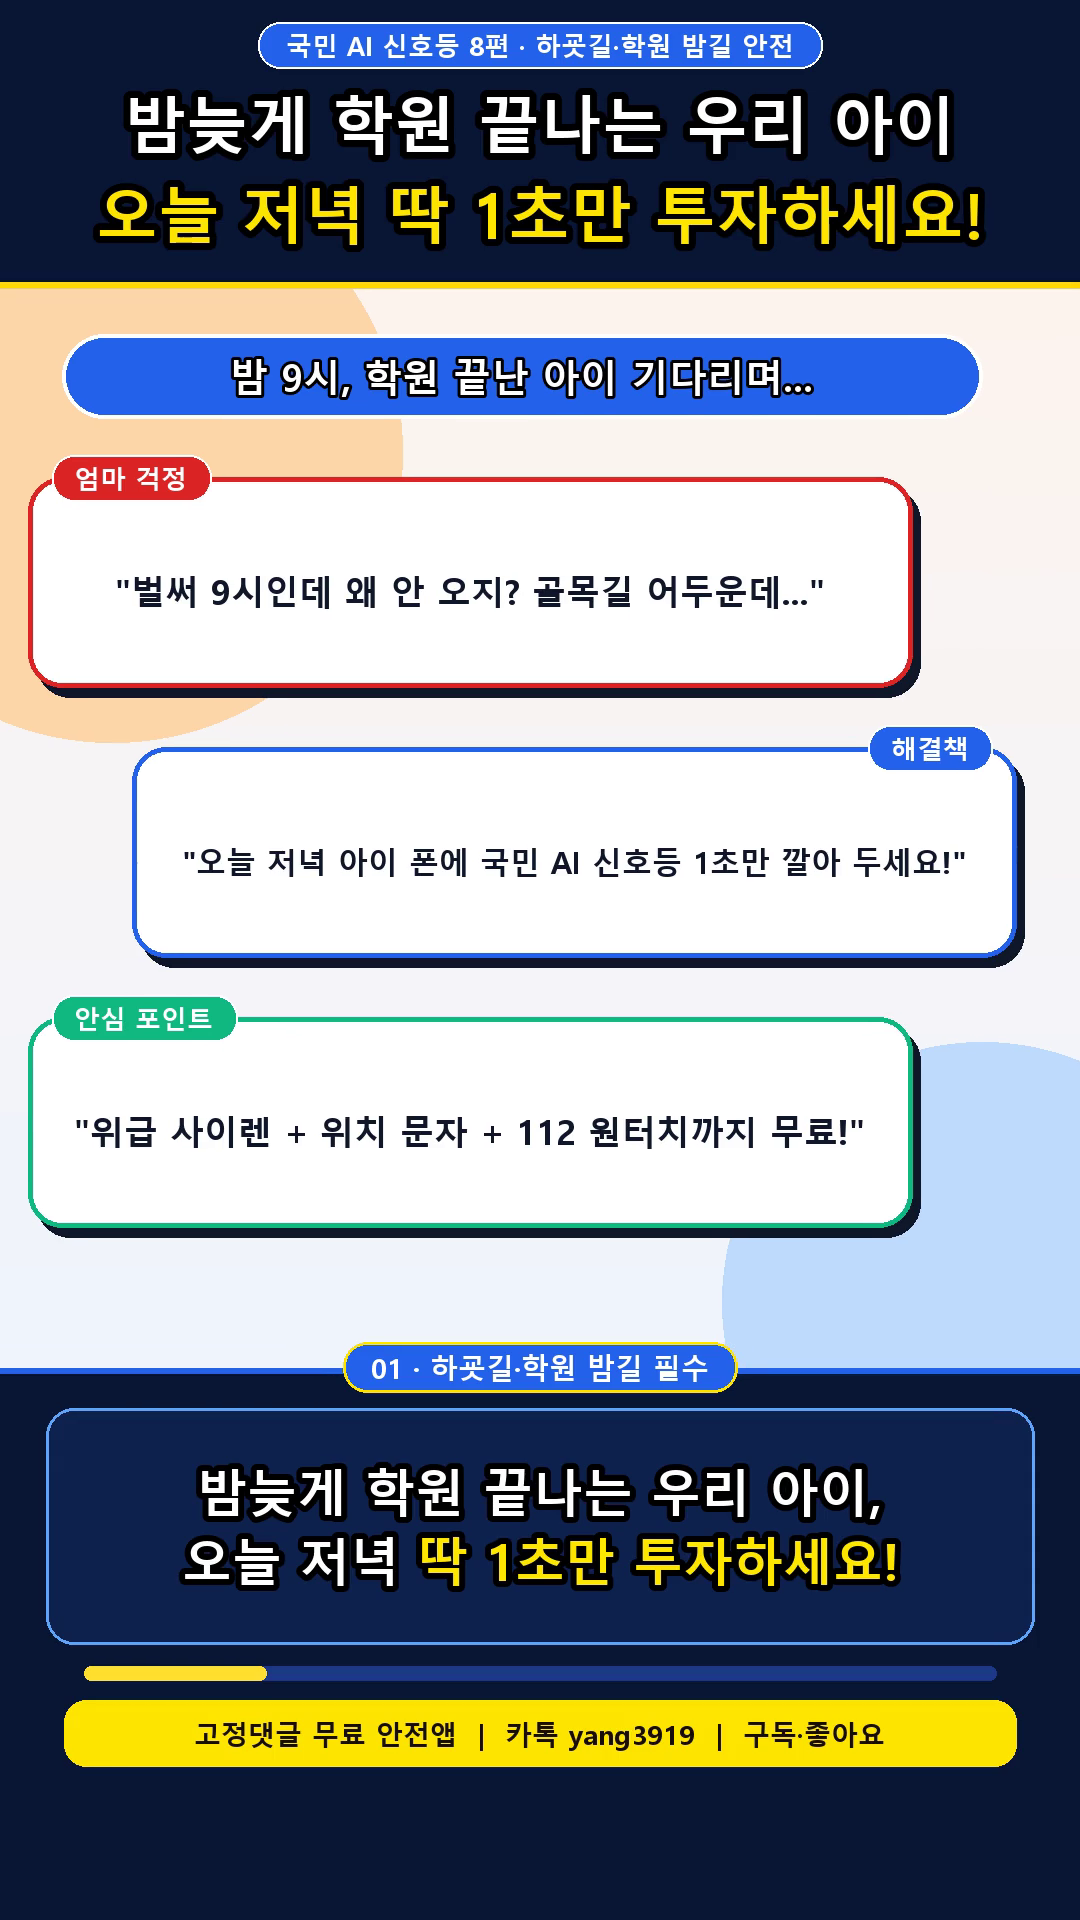 국민 AI 신호등 8편 · 하굣길·학원 밤길 안전
밤늦게 학원 끝나는 우리 아이
오늘 저녁 딱 1초만 투자하세요!
밤 9시, 학원 끝난 아이 기다리며...
엄마 걱정
"벌써 9시인데 왜 안 오지? 골목길 어두운데..."
해결책
"오늘 저녁 아이 폰에 국민 AI 신호등 1초만 깔아 두세요!"
안심 포인트
"위급 사이렌 + 위치 문자 + 112 원터치까지 무료!"
01 · 하굣길·학원 밤길 필수
밤늦게 학원 끝나는 우리 아이,
오늘 저녁 딱 1초만 투자하세요!
고정댓글 무료 안전앱 | 카톡 yang3919 | 구독·좋아요